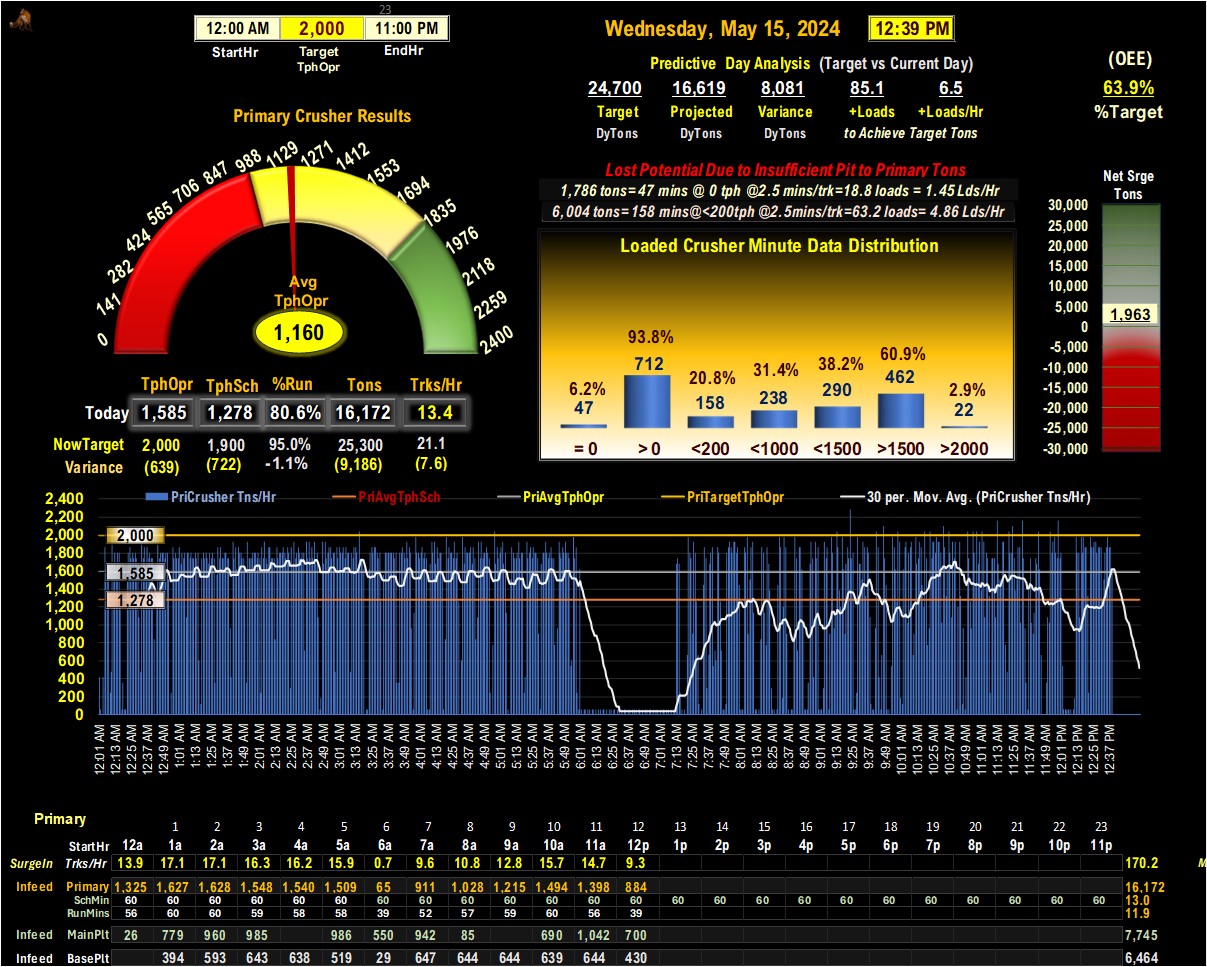 23
12:00 AM 2,000 11:00 PM
StartHr Target TphOpr EndHr
Wednesday, May 15, 2024 12:39 PM
Predictive Day Analysis (Target vs Current Day)
24,700 16,619 8,081 85.1 6.5
Target Projected Variance +Loads +Loads/Hr
DyTons DyTons DyTons to Achieve Target Tons
(OEE)
63.9%
%Target
Primary Crusher Results
0 141 282 424 565 706 847 988 1129 1271 1412 1553 1694 1835 1976 2118 2259 2400
Avg
TphOpr
1,160
Lost Potential Due to Insufficient Pit to Primary Tons
1,786 tons=47 mins @ 0 tph @2.5 mins/trk=18.8 loads = 1.45 Lds/Hr
6,004 tons= 158 mins@<200tph @2.5mins/trk=63.2 loads= 4.86 Lds/Hr
Loaded Crusher Minute Data Distribution
6.2% 93.8% 20.8% 31.4% 38.2% 60.9% 2.9%
47 712 158 238 290 462 22
= 0 > 0 <200 <1000 <1500 >1500 >2000
Net Srge
Tons
30,000
25,000
20,000
15,000
10,000
5,000
1,963
0
-5,000
-10,000
-15,000
-20,000
-25,000
-30,000
TphOpr TphSch %Run Tons Trks/Hr
Today 1,585 1,278 80.6% 16,172 13.4
NowTarget 2,000 1,900 95.0% 25,300 21.1
Variance (639) (722) -1.1% (9,186) (7.6)
PriCrusher Tns/Hr PriAvgTphSch PriAvgTphOpr PriTargetTphOpr 30 per. Mov. Avg. (PriCrusher Tns/Hr)
2,400
2,200
2,000 2,000
1,800
1,600 1,585
1,400
1,200 1,278
1,000
800
600
400
200
0
12:01 AM 12:13 AM 12:25 AM 12:37 AM 12:49 AM 1:01 AM 1:13 AM 1:25 AM 1:37 AM 1:49 AM 2:01 AM 2:13 AM 2:25 AM 2:37 AM 2:49 AM 3:01 AM 3:13 AM 3:25 AM 3:37 AM 3:49 AM 4:01 AM 4:13 AM 4:25 AM 4:37 AM 4:49 AM 5:01 AM 5:13 AM 5:25 AM 5:37 AM 5:49 AM 6:01 AM 6:13 AM 6:25 AM 6:37 AM 6:49 AM 7:01 AM 7:13 AM 7:25 AM 7:37 AM 7:49 AM 8:01 AM 8:13 AM 8:25 AM 8:37 AM 8:49 AM 9:01 AM 9:13 AM 9:25 AM 9:37 AM 9:49 AM 10:01 AM 10:13 AM 10:25 AM 10:37 AM 10:49 AM 11:01 AM 11:13 AM 11:25 AM 11:37 AM 11:49 AM 12:01 PM 12:13 PM 12:25 PM 12:37 PM
Primary
1 2 3 4 5 6 7 8 9 10 11 12 13 14 15 16 17 18 19 20 21 22 23
StartHr 12a 1a 2a 3a 4a 5a 6a 7a 8a 9a 10a 11a 12p 1p 2p 3p 4p 5p 6p 7p 8p 9p 10p 11p
SurgeIn Trks/Hr 13.9 17.1 17.1 16.3 16.2 15.9 0.7 9.6 10.8 12.8 15.7 14.7 9.3 170.2
Infeed Primary 1,325 1,627 1,628 1,548 1,540 1,509 65 911 1,028 1,215 1,494 1,398 884 16,172
SchMin 60 60 60 60 60 60 60 60 60 60 60 60 60 60 60 60 60 60 60 60 60 60 60 60 13.0
RunMins 56 60 60 59 58 58 39 52 57 59 60 56 39 11.9
Infeed MainPlt 26 779 960 985 986 550 942 85 690 1,042 700 7,745
Infeed BasePlt 394 593 643 638 519 29 647 644 644 639 644 430 6,464